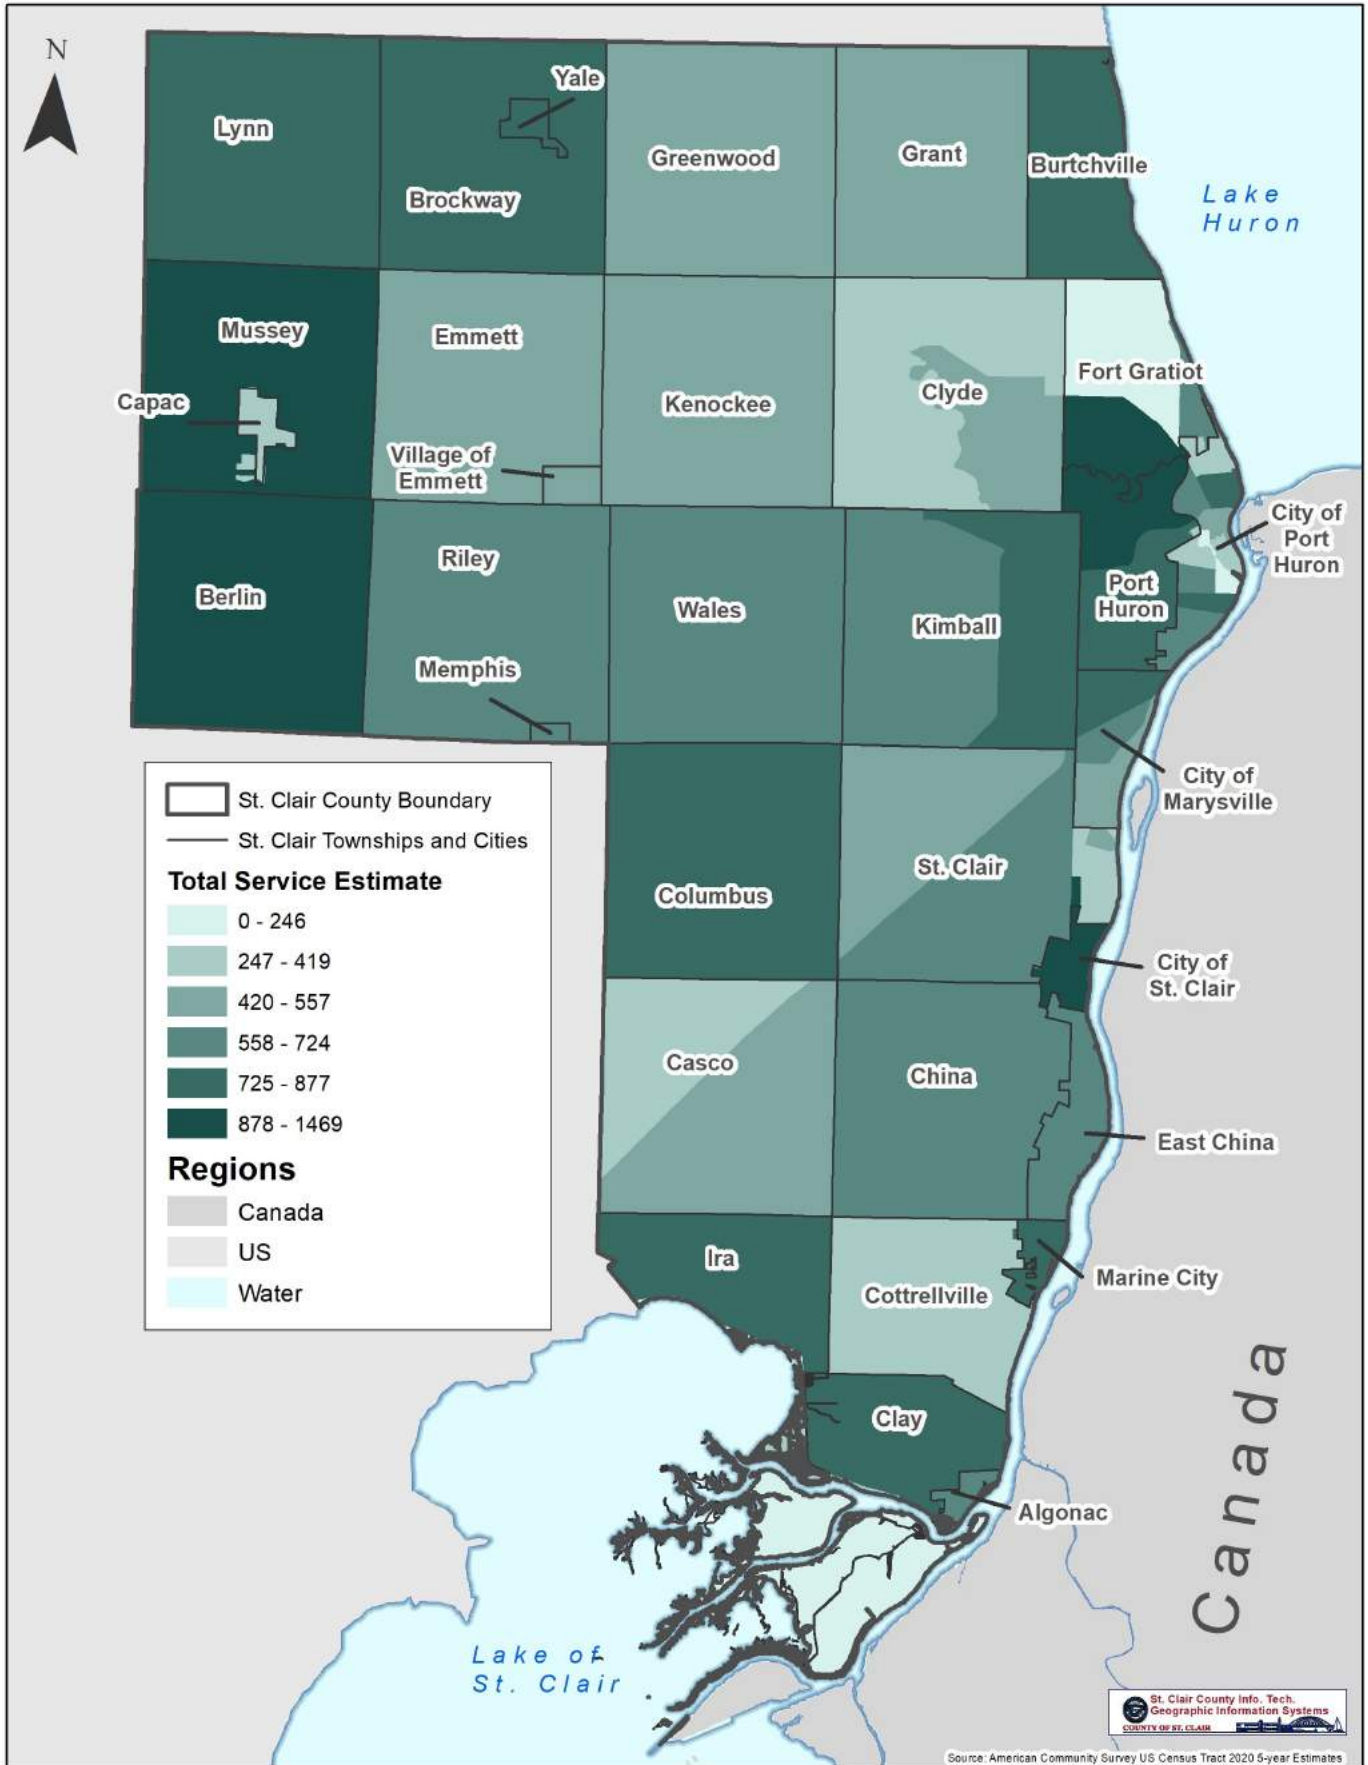 N
Yale
Lynn
Brockway
Greenwood
Grant
Burtchville
Lake
Huron
Mussey
Emmett
Capac
Kenockee
Clyde
Fort Gratiot
Village of
Emmett
City of
Port
Huron
Riley
Berlin
Wales
Kimball
Port
Huron
Memphis
City of
Marysville
St. Clair County Boundary
St. Clair Townships and Cities
Total Service Estimate
0 - 246
247 - 419
420 - 557
558 - 724
725 - 877
878 - 1469
Regions
Canada
US
Water
Columbus
St. Clair
City of
St. Clair
Casco
China
East China
Ira
Cottrellville
Marine City
Clay
Algonac
Canada
Lake of
St. Clair
St. Clair County Info. Tech.
Geographic Information Systems
COUNTY OF ST. CLAIR
Source: American Community Survey US Census Tract 2020 5-year Estimates